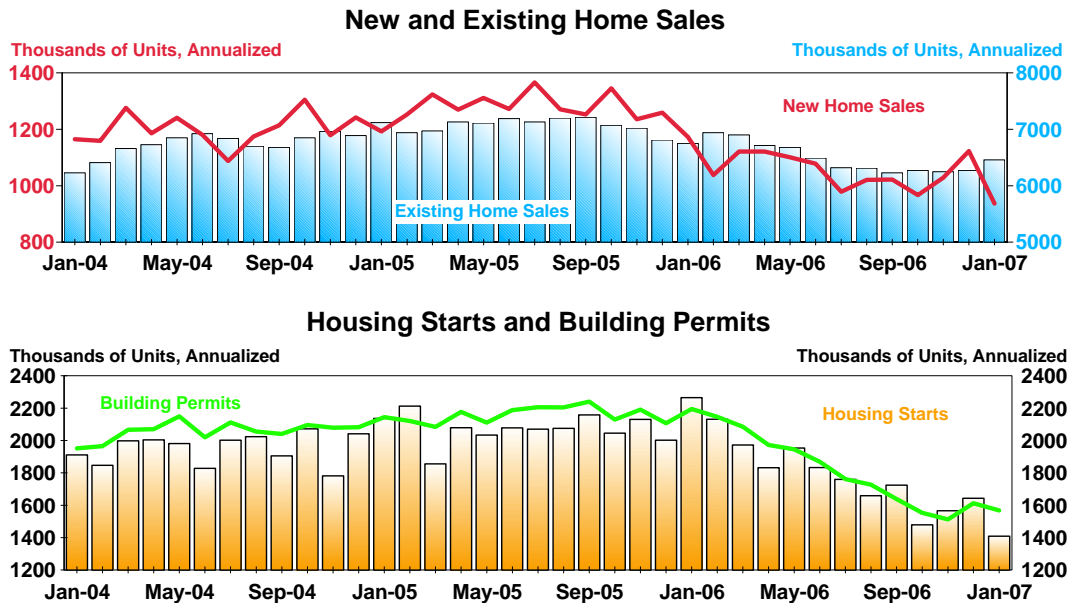 New and Existing Home Sales
Thousands of Units, Annualized Thousands of Units, Annualized
1400 8000
New Home Sales
1200 7000
1000 6000
Existing Home Sales
800 5000
Jan-04 May-04 Sep-04 Jan-05 May-05 Sep-05 Jan-06 May-06 Sep-06 Jan-07
Housing Starts and Building Permits
Thousands of Units, Annualized Thousands of Units, Annualized
2400 2400
Building Permits Housing Starts
2200 2200
2000 2000
1800 1800
1600 1600
1400 1400
1200 1200
Jan-04 May-04 Sep-04 Jan-05 May-05 Sep-05 Jan-06 May-06 Sep-06 Jan-07